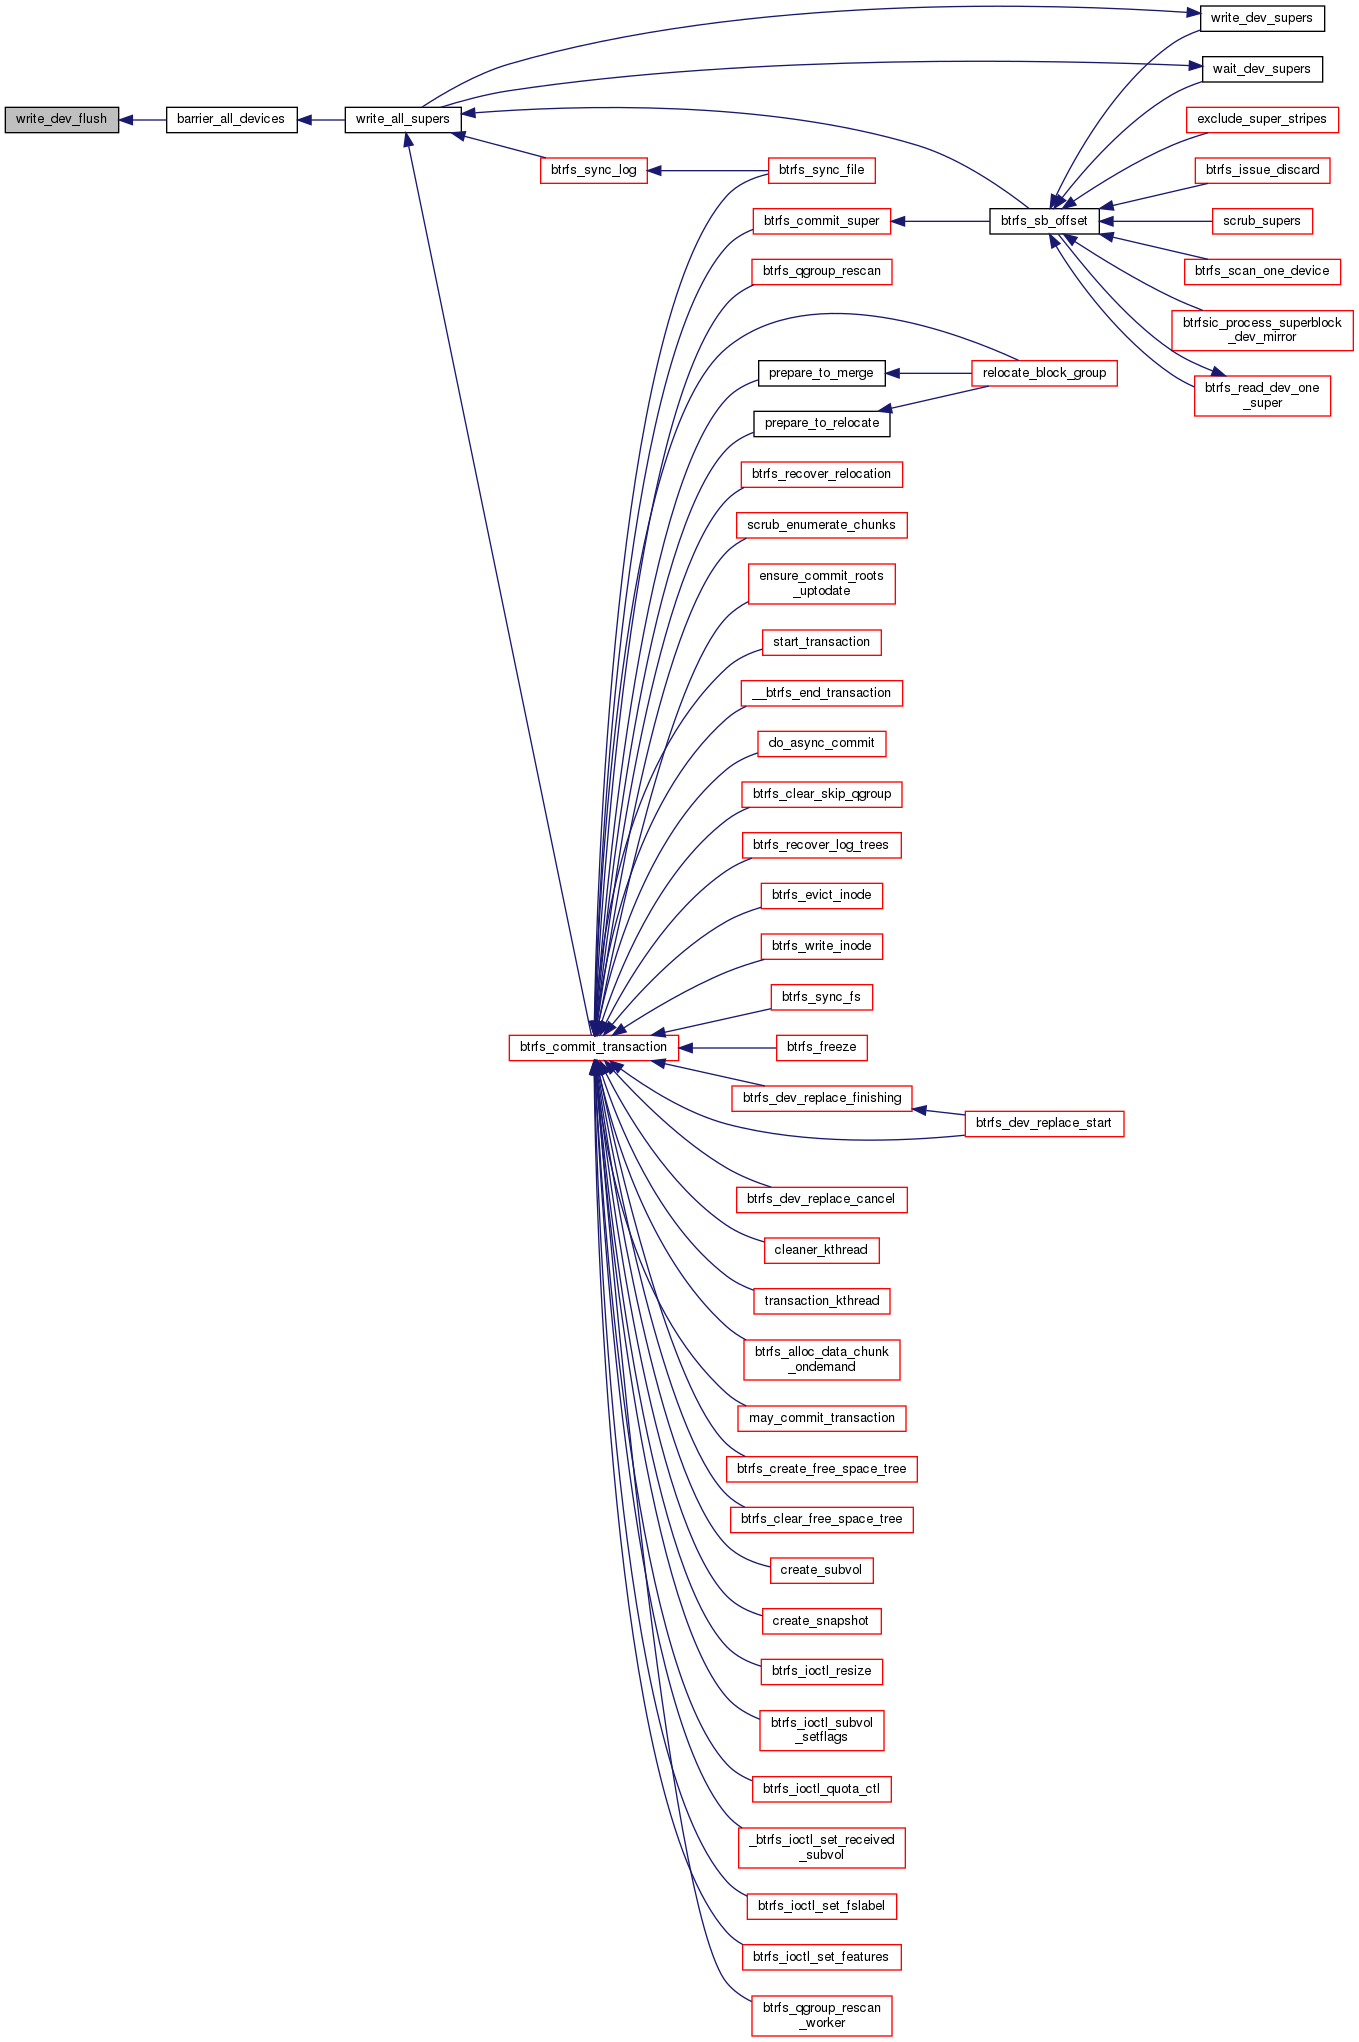 write_dev_supers
wait_dev_supers
write_dev_flush
barrier_all_devices
write_all_supers
exclude_super_stripes
btrfs_sync_log
btrfs_sync_file
btrfs_issue_discard
btrfs_commit_super
btrfs_sb_offset
scrub_supers
btrfs_qgroup_rescan
btrfs_scan_one_device
btrfsic_process_superblock
_dev_mirror
prepare_to_merge
relocate_block_group
btrfs_read_dev_one
_super
prepare_to_relocate
btrfs_recover_relocation
scrub_enumerate_chunks
ensure_commit_roots
_uptodate
start_transaction
__btrfs_end_transaction
do_async_commit
btrfs_clear_skip_qgroup
btrfs_recover_log_trees
btrfs_evict_inode
btrfs_write_inode
btrfs_sync_fs
btrfs_commit_transaction
btrfs_freeze
btrfs_dev_replace_finishing
btrfs_dev_replace_start
btrfs_dev_replace_cancel
cleaner_kthread
transaction_kthread
btrfs_alloc_data_chunk
_ondemand
may_commit_transaction
btrfs_create_free_space_tree
btrfs_clear_free_space_tree
create_subvol
create_snapshot
btrfs_ioctl_resize
btrfs_ioctl_subvol
_setflags
btrfs_ioctl_quota_ctl
_btrfs_ioctl_set_received
_subvol
btrfs_ioctl_set_fslabel
btrfs_ioctl_set_features
btrfs_qgroup_rescan
_worker